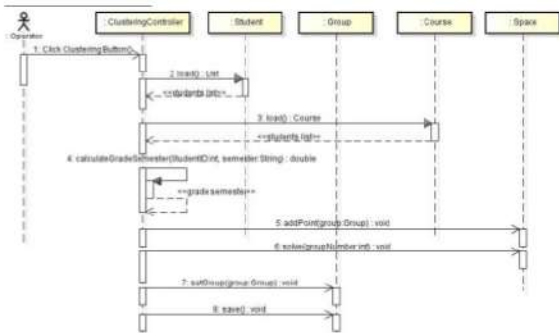 : Operator
: ClusteringController
: Student
: Group
: Course
: Space
1: Click ClusteringButton()
2: load() : List
<<students list>>
3: load() : Course
<<students list>>
4: calculateGradeSemester(StudentID:int, semester:String) : double
<<gradesemester>>
5: addPoint(group:Group) : void
6: solve(groupNumber:int) : void
7: setGroup(group:Group) : void
8: save() : void